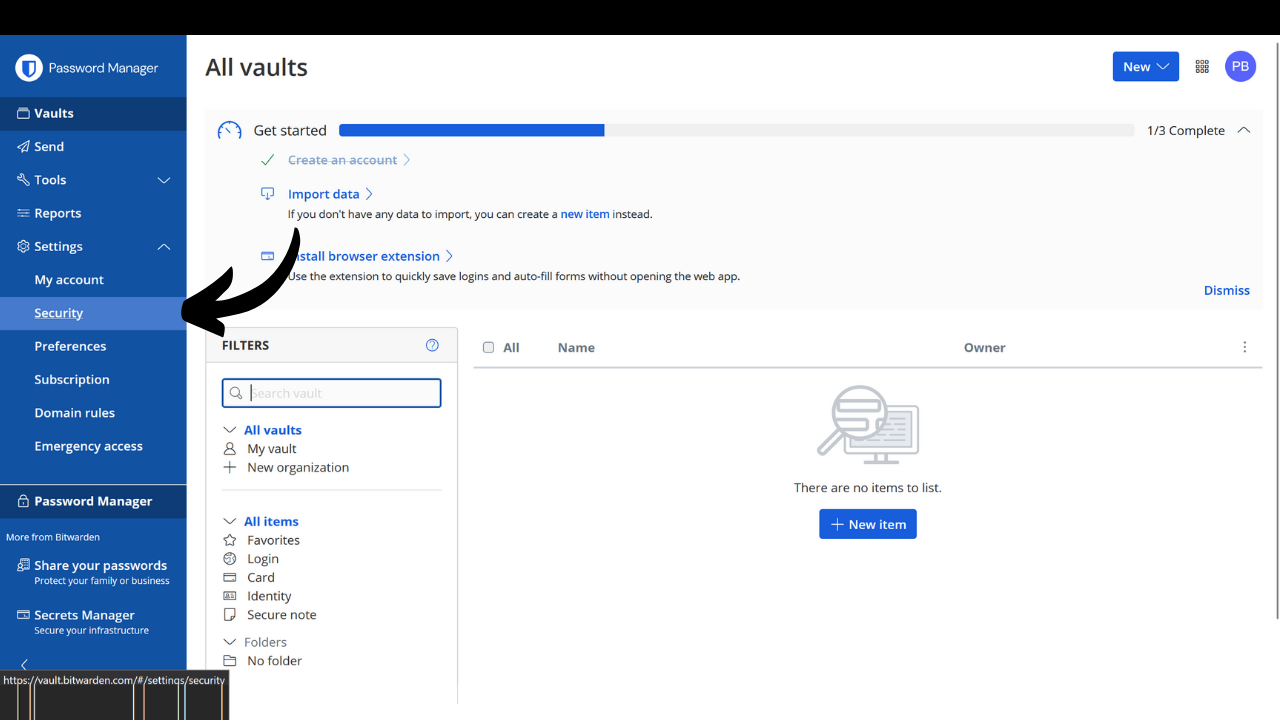 Password Manager
Vaults
Send
Tools
Reports
Settings
My account
Security
Preferences
Subscription
Domain rules
Emergency access
Password Manager
More from Bitwarden
Share your passwords
Protect your family or business
Secrets Manager
Secure your infrastructure
https://vault.bitwarden.com/#/settings/security
All vaults
New
PB
Get started
1/3 Complete
Create an account
Import data
If you don't have any data to import, you can create a new item instead.
browser extension
Use the extension to quickly save logins and auto-fill forms without opening the web app.
Dismiss
FILTERS
Search vault
All vaults
My vault
New organization
All items
Favorites
Login
Card
Identity
Secure note
Folders
No folder
All Name Owner
There are no items to list.
New item